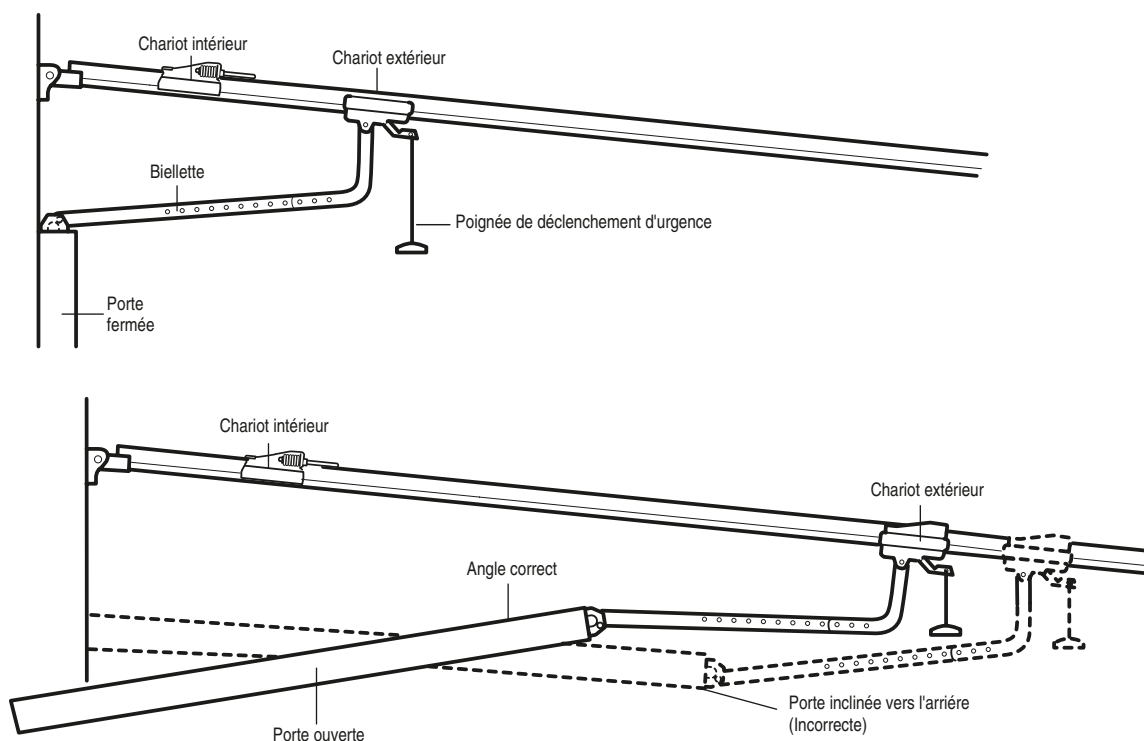 Chariot intérieur
Chariot extérieur
Biellette
Poignée de déclenchement d'urgence
Porte
fermée
Chariot intérieur
Chariot extérieur
Angle correct
Porte inclinée vers l'arriére
(Incorrecte)
Porte ouverte